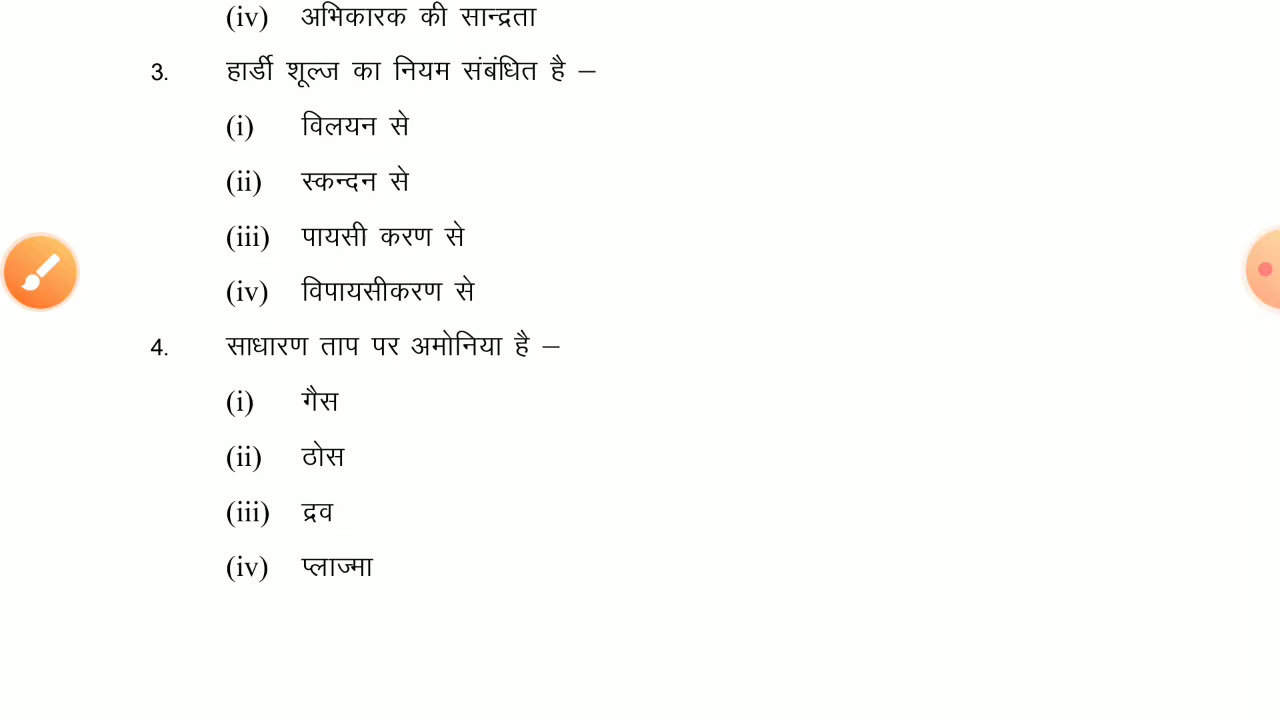 (iv) अभिकारक की सान्द्रता
3. हार्डी शूल्ज का नियम संबंधित है –
(i) विलयन से
(ii) स्कन्दन से
(iii) पायसी करण से
(iv) विपायसीकरण से
4. साधारण ताप पर अमोनिया है –
(i) गैस
(ii) ठोस
(iii) द्रव
(iv) प्लाज्मा